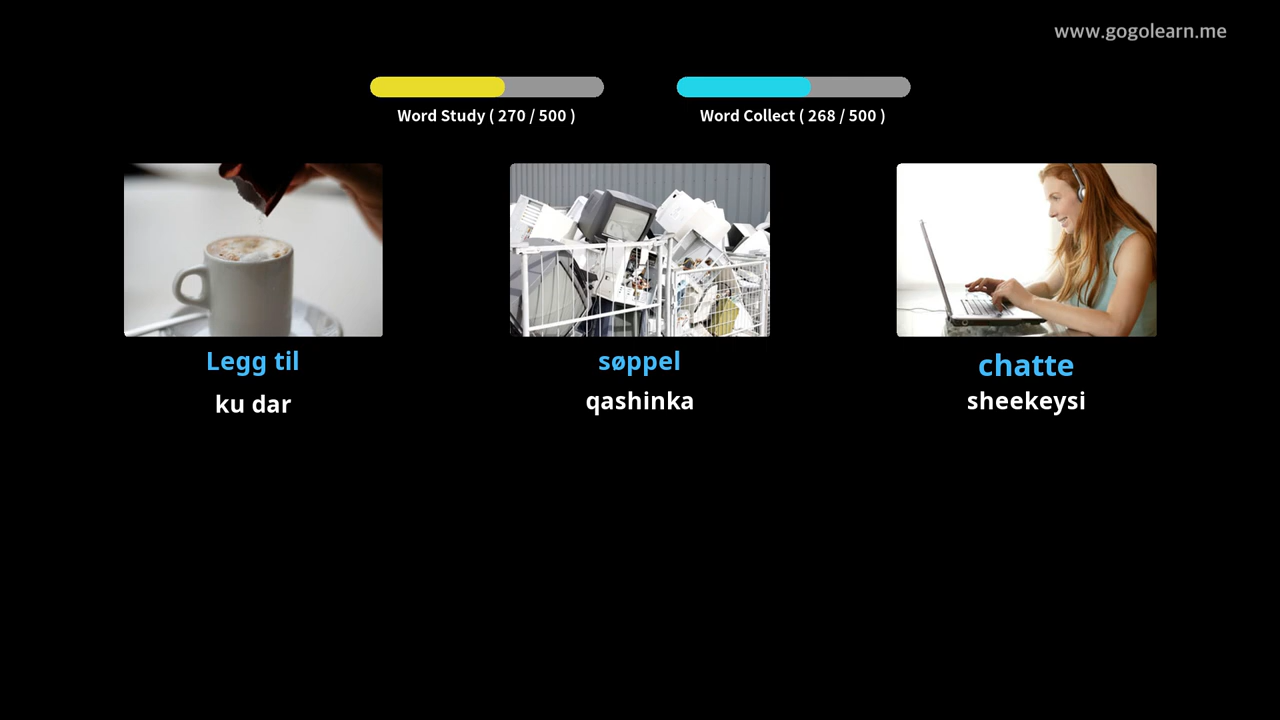 www.gogolearn.me
Word Study ( 270 / 500 )
Word Collect ( 268 / 500 )
Legg til
søppel
chatte
ku dar
qashinka
sheekeysi